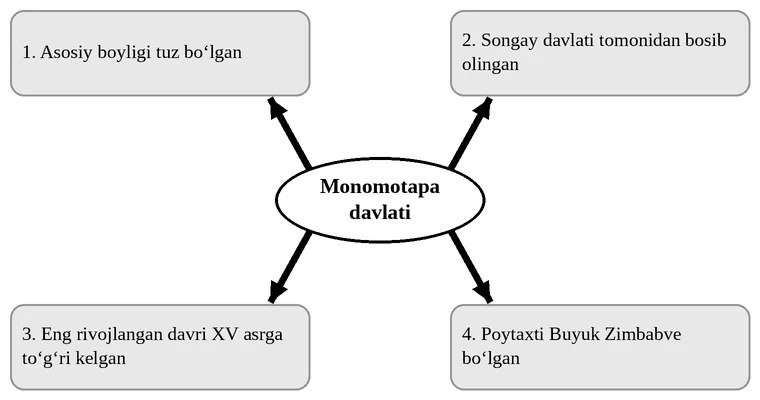 1. Asosiy boyligi tuz bo‘lgan
2. Songay davlati tomonidan bosib
olingan
Monomotapa
davlati
3. Eng rivojlangan davri XV asrga
to‘g‘ri kelgan
4. Poytaxti Buyuk Zimbabve
bo‘lgan